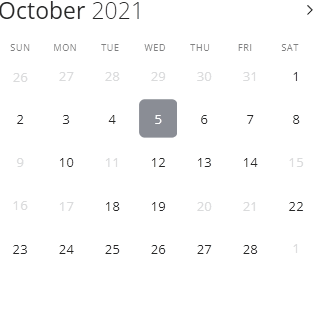 October 2021
SUN MON TUE WED THU FRI SAT
26 27 28 29 30 31 1
2 3 4 5 6 7 8
9 10 11 12 13 14 15
16 17 18 19 20 21 22
23 24 25 26 27 28 1